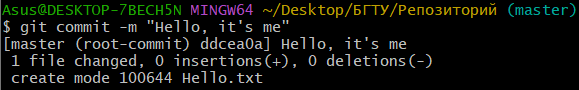 Asus@DESKTOP-7BECH5N MINGW64 ~/Desktop/БГТУ/Репозиторий (master)
$ git commit -m "Hello, it's me"
[master (root-commit) ddcea0a] Hello, it's me
 1 file changed, 0 insertions(+), 0 deletions(-)
 create mode 100644 Hello.txt